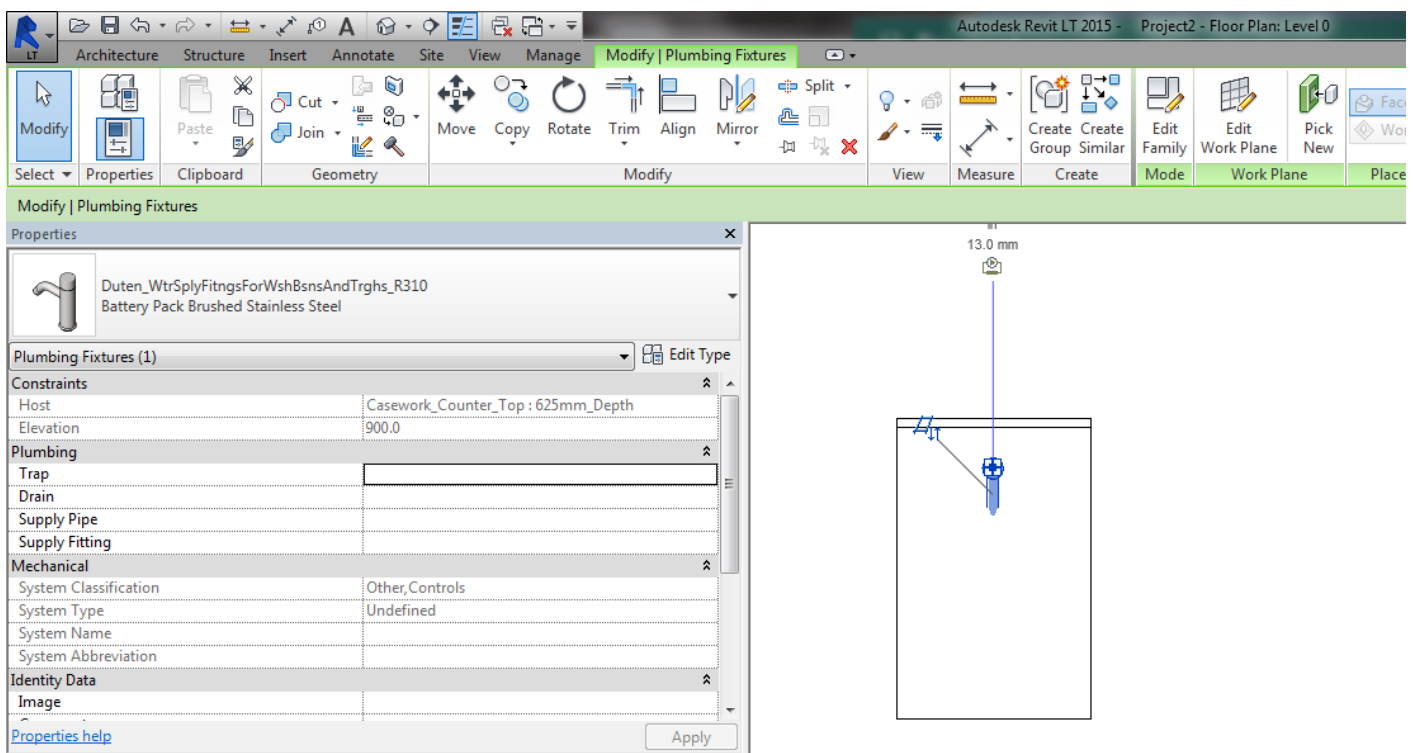 Autodesk Revit LT 2015 - Project2 - Floor Plan: Level 0
LT Architecture Structure Insert Annotate Site View Manage Modify | Plumbing Fixtures
Cut Split
Modify Paste Join Move Copy Rotate Trim Align Mirror Create Group Create Similar Edit Family Edit Work Plane Pick New
Select Properties Clipboard Geometry Modify View Measure Create Mode Work Plane
Modify | Plumbing Fixtures
Properties
13.0 mm
Duten_WtrSplyFitngsForWshBsnsAndTrghs_R310
Battery Pack Brushed Stainless Steel
Plumbing Fixtures (1) Edit Type
Constraints
Host Casework_Counter_Top : 625mm_Depth
Elevation 900.0
Plumbing
Trap
Drain
Supply Pipe
Supply Fitting
Mechanical
System Classification Other,Controls
System Type Undefined
System Name
System Abbreviation
Identity Data
Image
Properties help Apply